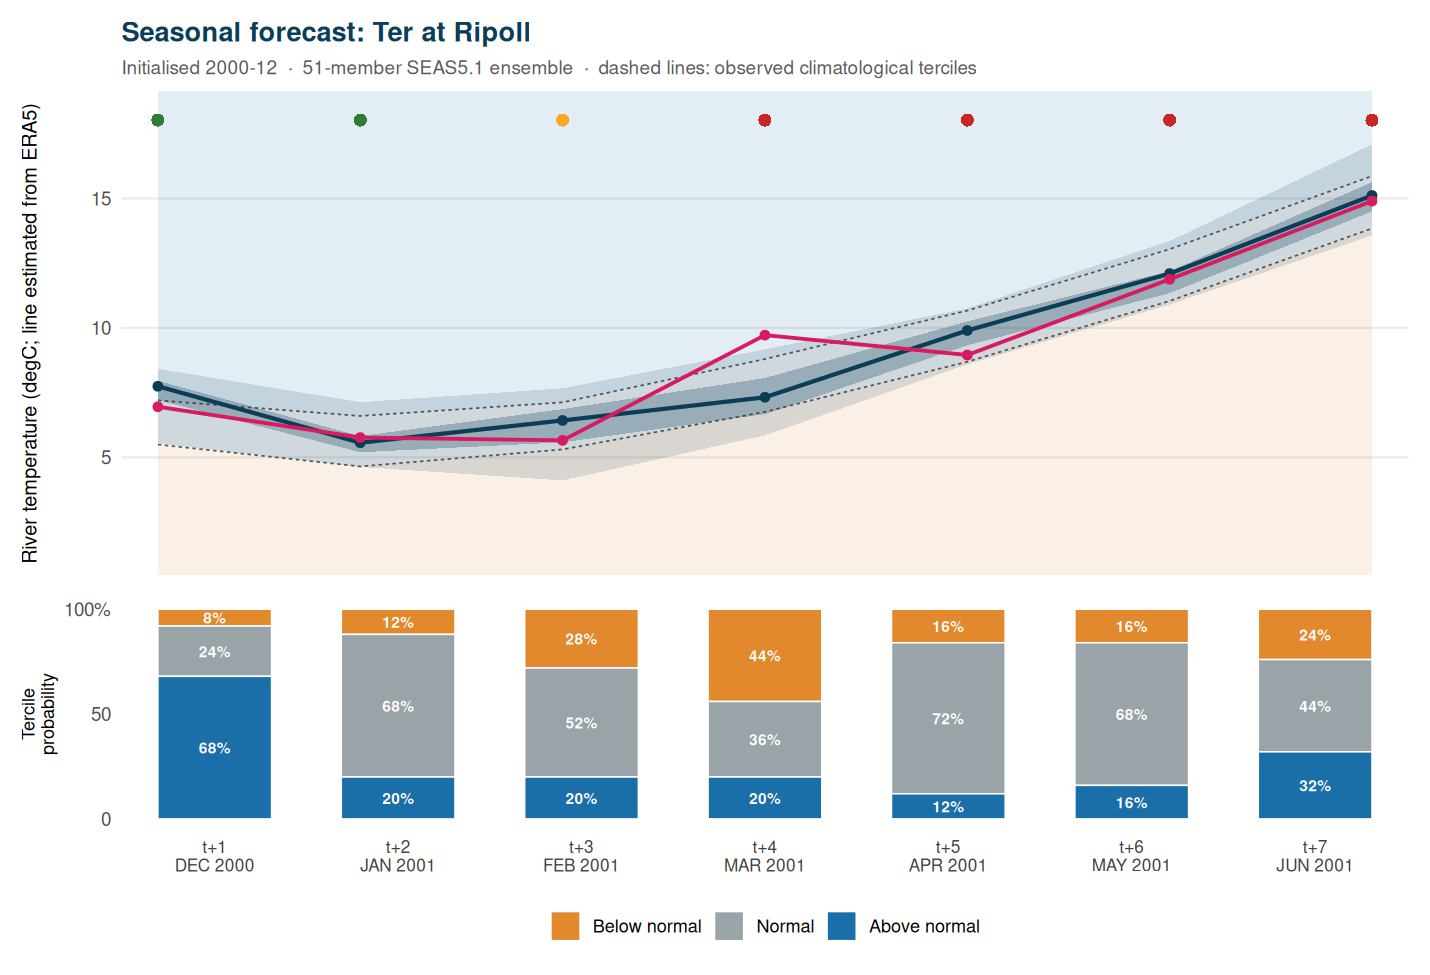 Seasonal forecast: Ter at Ripoll
Initialised 2000-12 · 51-member SEAS5.1 ensemble · dashed lines: observed climatological terciles
River temperature (degC; line estimated from ERA5)
15
10
5
Tercile
probability
100%
50
0
8%
24%
68%
12%
68%
20%
28%
52%
20%
44%
36%
20%
16%
72%
12%
16%
68%
16%
24%
44%
32%
t+1
DEC 2000
t+2
JAN 2001
t+3
FEB 2001
t+4
MAR 2001
t+5
APR 2001
t+6
MAY 2001
t+7
JUN 2001
Below normal
Normal
Above normal